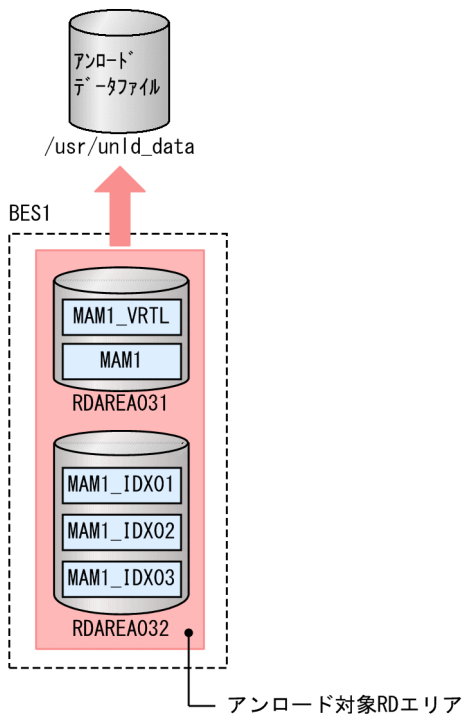 アンロード
データファイル
/usr/unld_data
BES1
MAM1_VRTL
MAM1
RDAREA031
MAM1_IDX01
MAM1_IDX02
MAM1_IDX03
RDAREA032
アンロード対象RDエリア